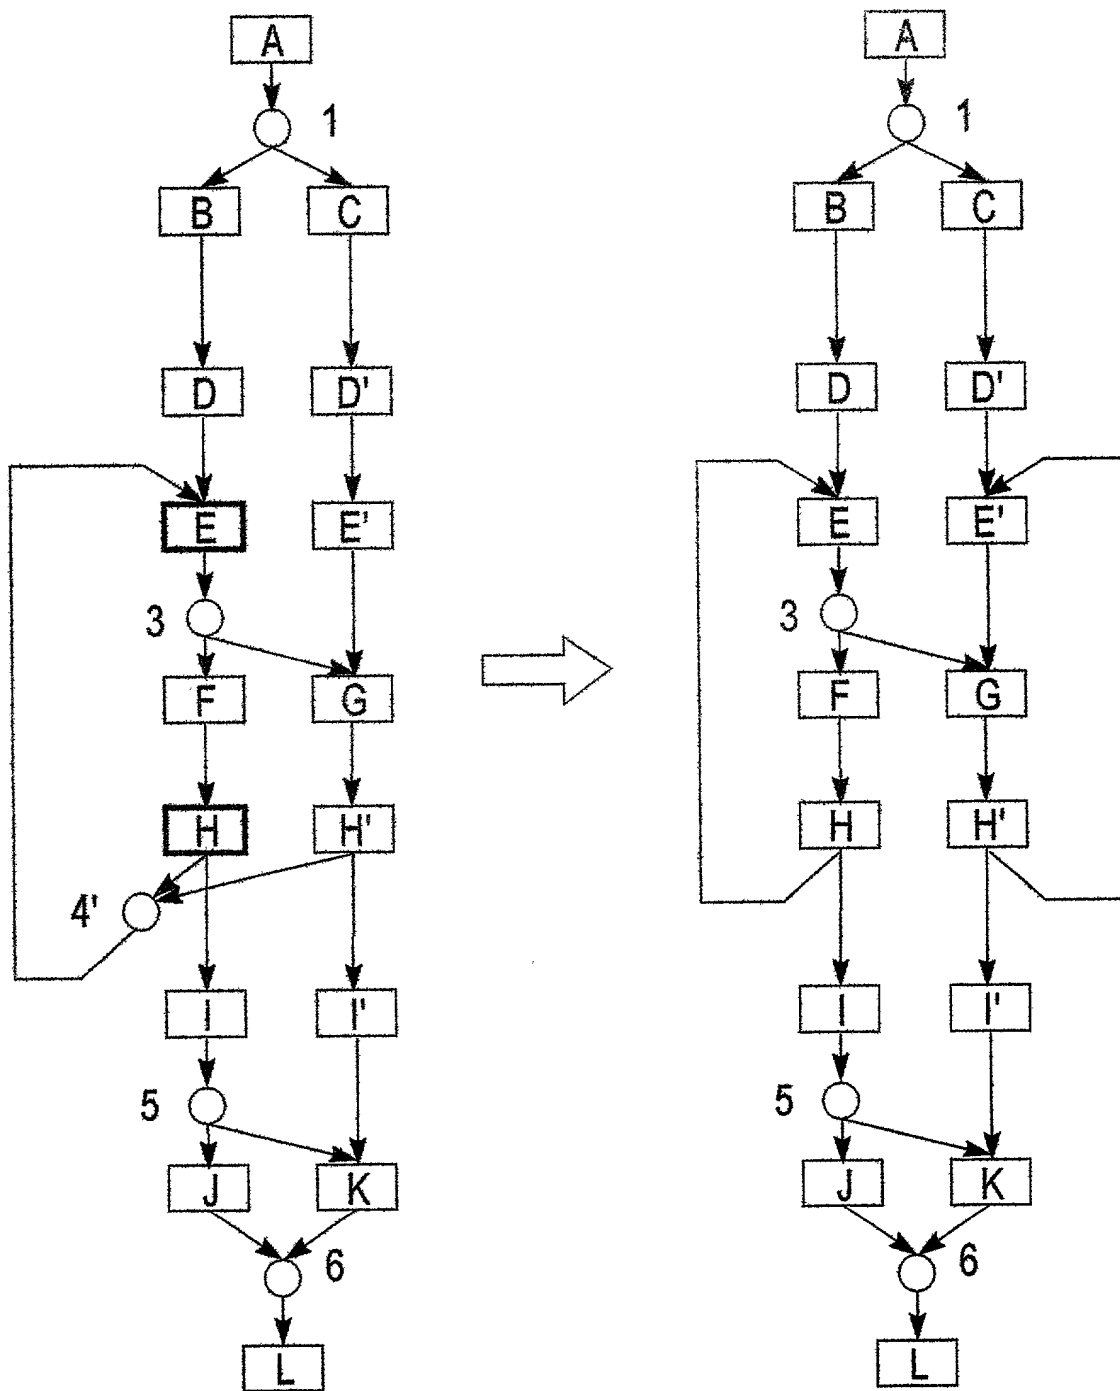 A A
1 1
B C B C
D D' D D'
E E' E E'
3 3
F G F G
H H' H H'
4'
I I' I I'
5 5
J K J K
6 6
L L